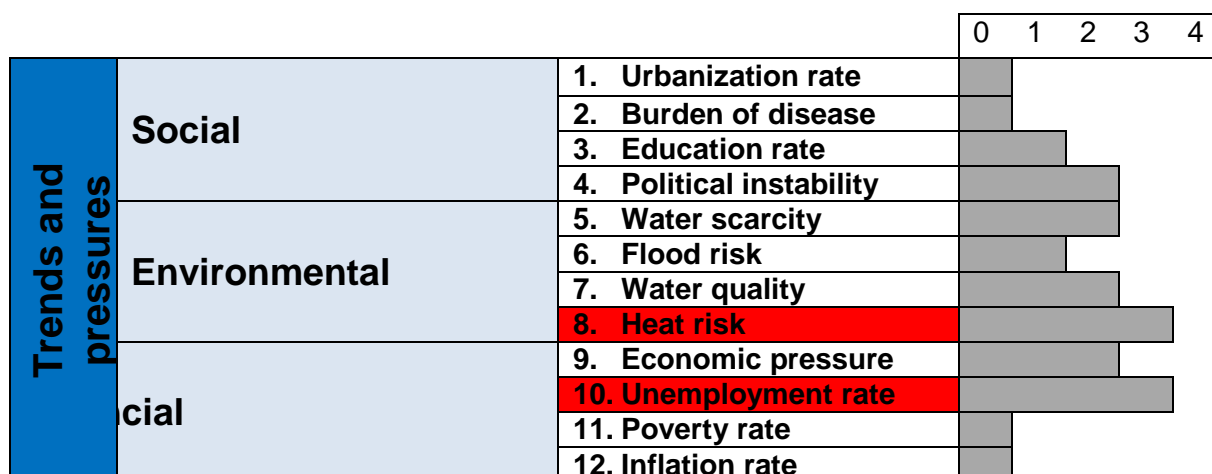 0 1 2 3 4
Trends and
pressures
Social
1. Urbanization rate
2. Burden of disease
3. Education rate
4. Political instability
Environmental
5. Water scarcity
6. Flood risk
7. Water quality
8. Heat risk
ncial
9. Economic pressure
10. Unemployment rate
11. Poverty rate
12. Inflation rate